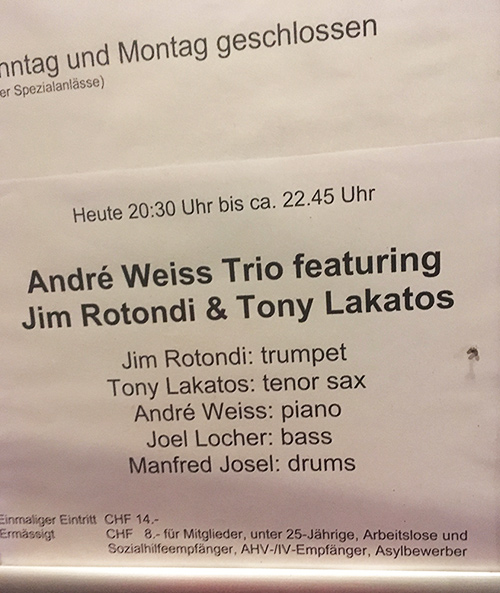 nntag und Montag geschlossen
er Spezialanlässe)
Heute 20:30 Uhr bis ca. 22.45 Uhr
André Weiss Trio featuring
Jim Rotondi & Tony Lakatos
Jim Rotondi: trumpet
Tony Lakatos: tenor sax
André Weiss: piano
Joel Locher: bass
Manfred Josel: drums
Einmaliger Eintritt CHF 14.-
Ermässigt CHF 8.- für Mitglieder, unter 25-Jährige, Arbeitslose und
Sozialhilfeempfänger, AHV-/IV-Empfänger, Asylbewerber